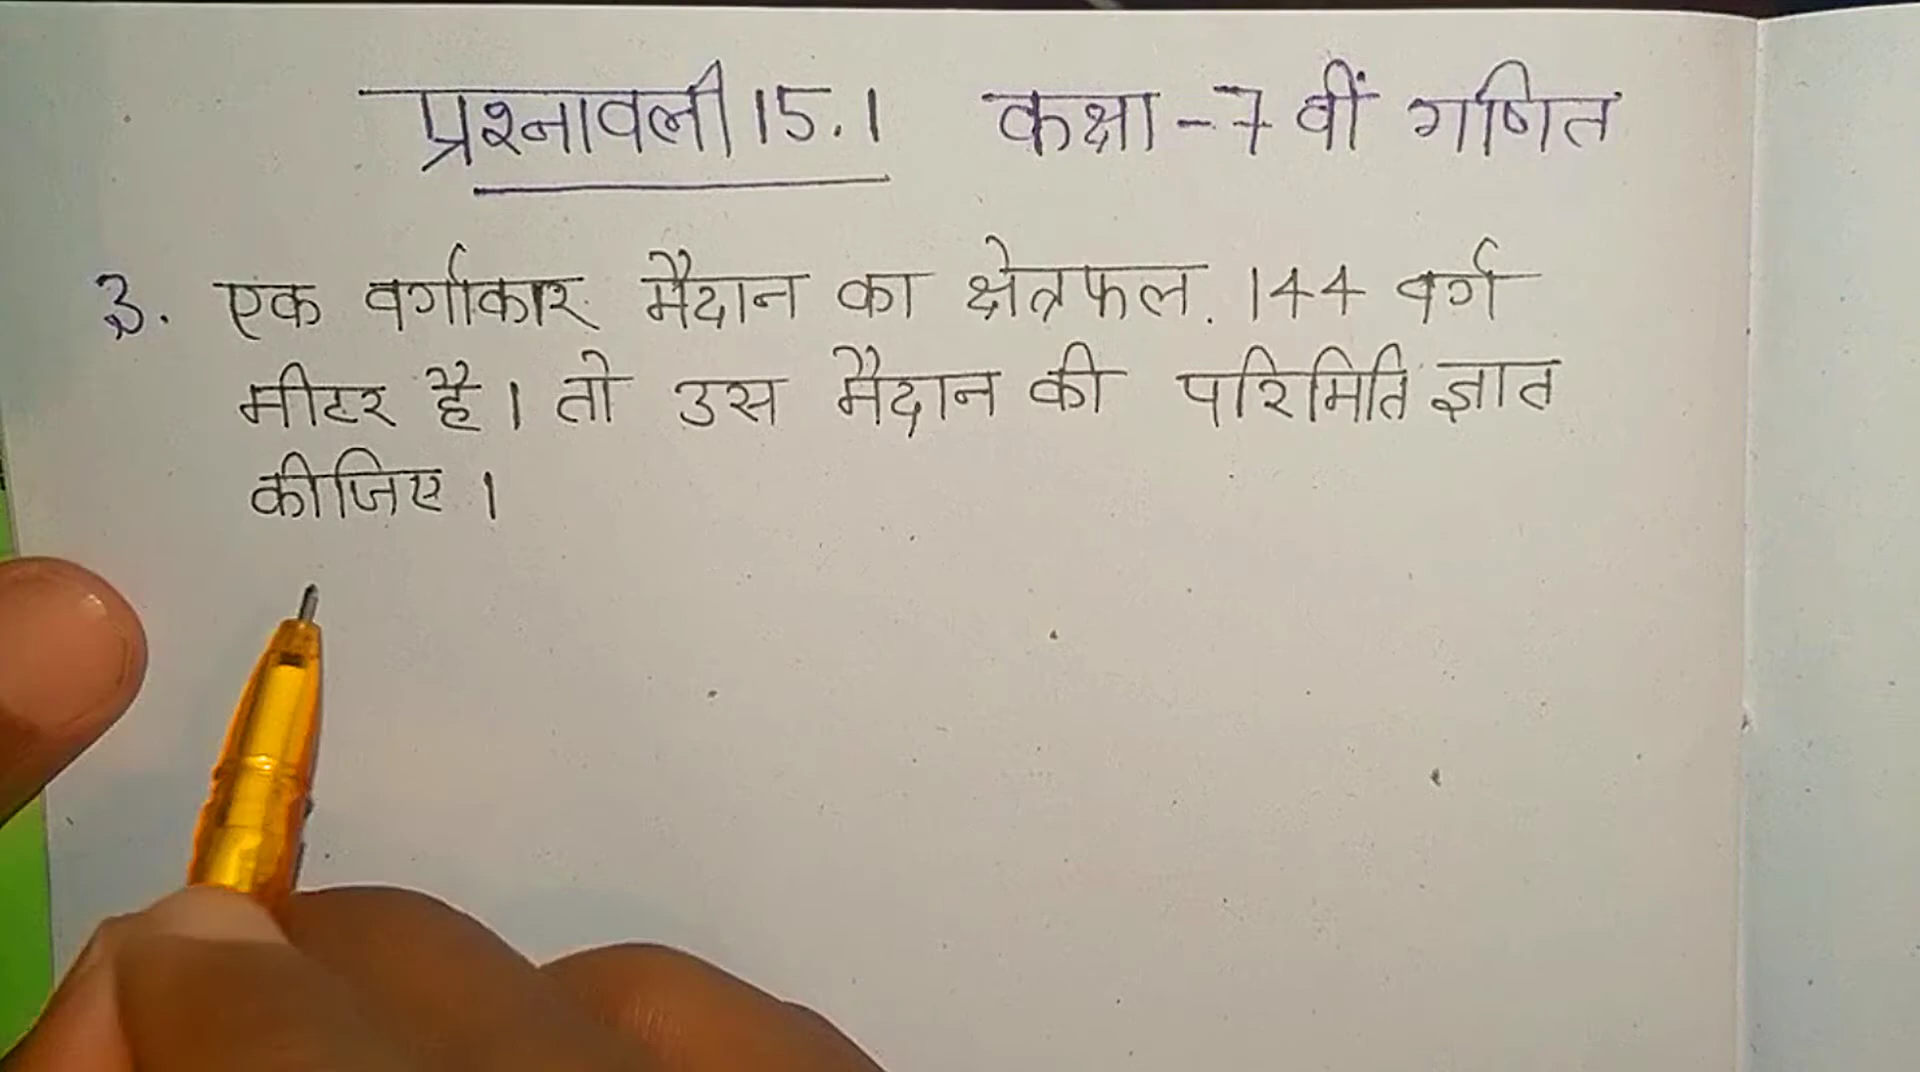 प्रश्नावली 15.1 कक्षा - 7 वीं गणित
3. एक वर्गाकार मैदान का क्षेत्रफल. 144 वर्ग
मीटर है। तो उस मैदान की परिमिति ज्ञात
कीजिए।